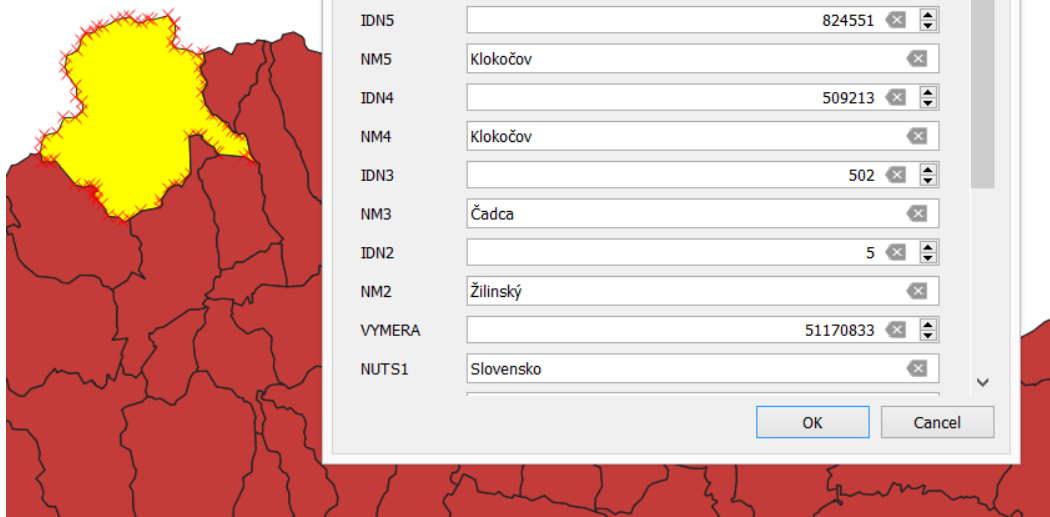 IDN5 824551
NM5 Klokočov
IDN4 509213
NM4 Klokočov
IDN3 502
NM3 Čadca
IDN2 5
NM2 Žilinský
VYMERA 51170833
NUTS1 Slovensko
OK Cancel